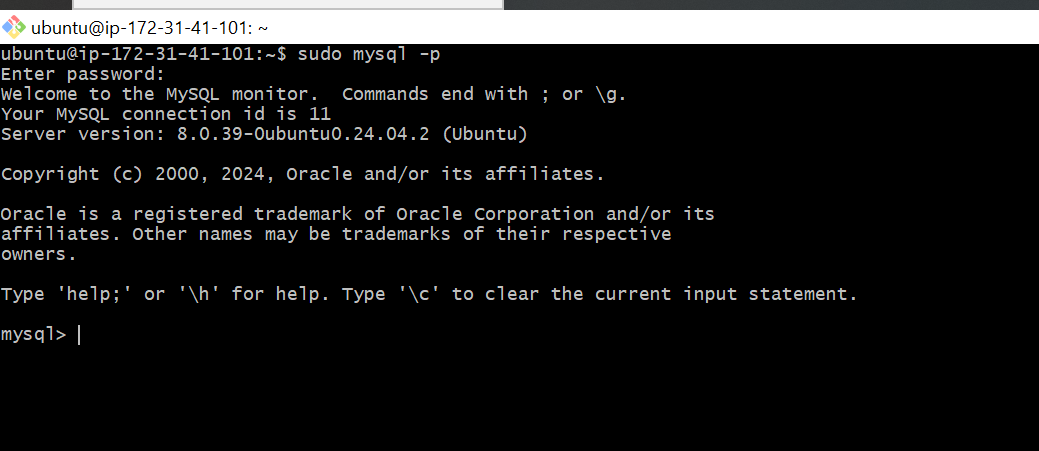 ubuntu@ip-172-31-41-101: ~
ubuntu@ip-172-31-41-101:~$ sudo mysql -p
Enter password:
Welcome to the MySQL monitor.  Commands end with ; or \g.
Your MySQL connection id is 11
Server version: 8.0.39-0ubuntu0.24.04.2 (Ubuntu)
Copyright (c) 2000, 2024, Oracle and/or its affiliates.
Oracle is a registered trademark of Oracle Corporation and/or its
affiliates. Other names may be trademarks of their respective
owners.
Type 'help;' or '\h' for help. Type '\c' to clear the current input statement.
mysql>